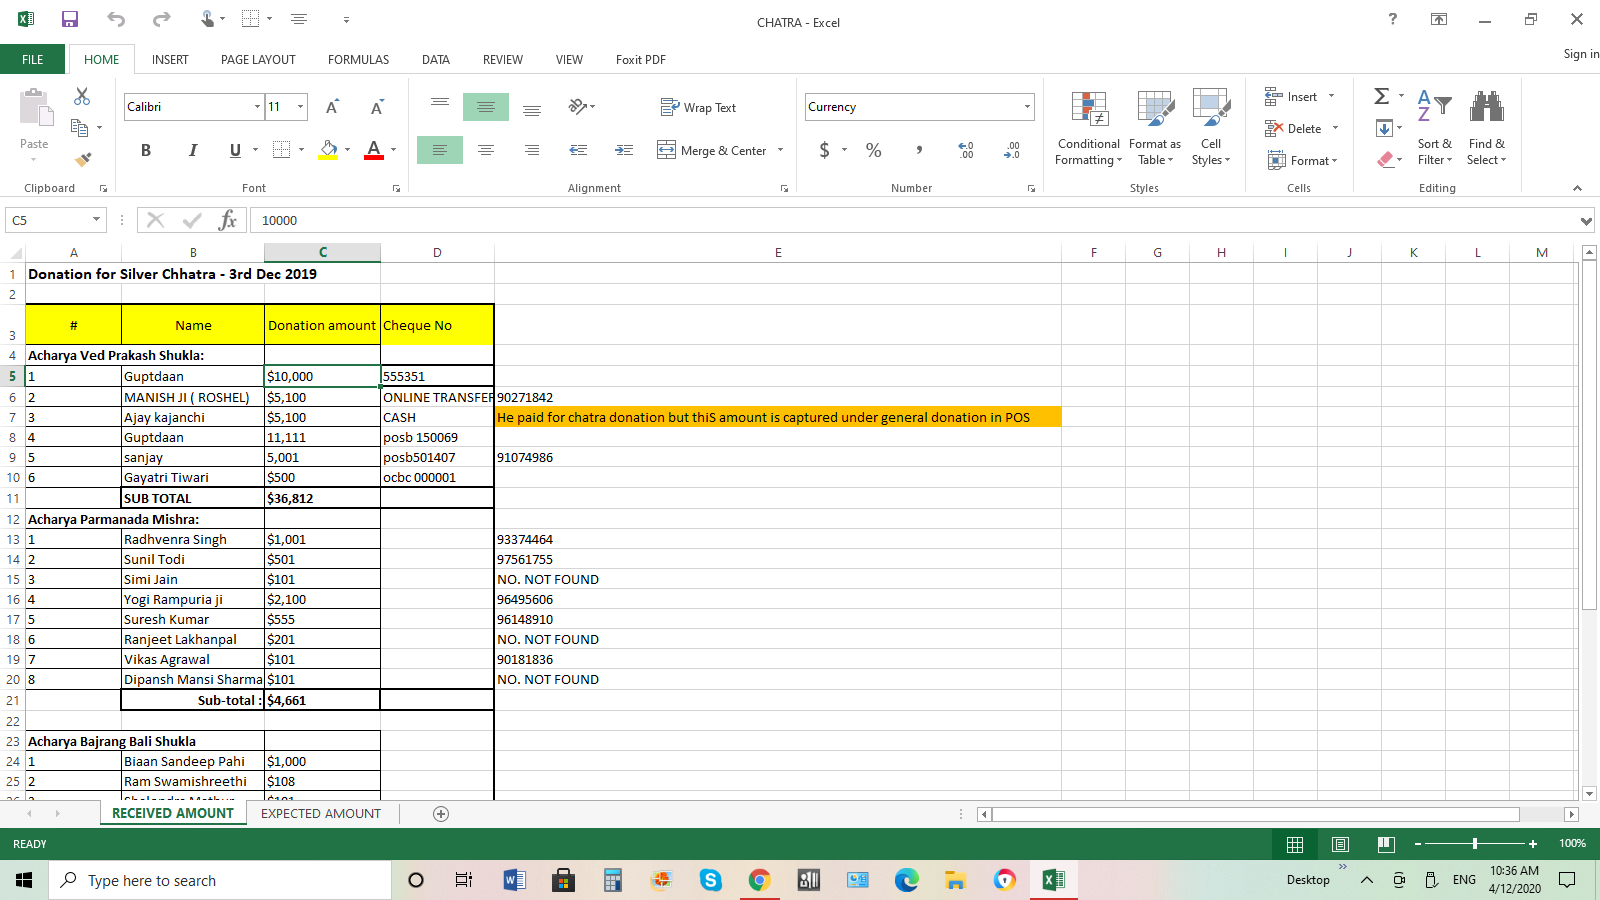 CHATRA - Excel
?
Sign in
FILE HOME INSERT PAGE LAYOUT FORMULAS DATA REVIEW VIEW Foxit PDF
Paste
Calibri 11 A A
B I U A
Wrap Text
Merge & Center
Currency
$ % , .00 .0
Conditional Formatting
Format as Table
Cell Styles
Insert
Delete
Format
Sort & Filter
Find & Select
Clipboard Font Alignment Number Styles Cells Editing
C5 fx 10000
A B C D E F G H I J K L M
1 Donation for Silver Chhatra - 3rd Dec 2019
2
3 # Name Donation amount Cheque No
4 Acharya Ved Prakash Shukla:
5 1 Guptdaan $10,000 555351
6 2 MANISH JI ( ROSHEL) $5,100 ONLINE TRANSFER 90271842
7 3 Ajay kajanchi $5,100 CASH He paid for chatra donation but thiS amount is captured under general donation in POS
8 4 Guptdaan 11,111 posb 150069
9 5 sanjay 5,001 posb501407 91074986
10 6 Gayatri Tiwari $500 ocbc 000001
11 SUB TOTAL $36,812
12 Acharya Parmanada Mishra:
13 1 Radhvenra Singh $1,001 93374464
14 2 Sunil Todi $501 97561755
15 3 Simi Jain $101 NO. NOT FOUND
16 4 Yogi Rampuria ji $2,100 96495606
17 5 Suresh Kumar $555 96148910
18 6 Ranjeet Lakhanpal $201 NO. NOT FOUND
19 7 Vikas Agrawal $101 90181836
20 8 Dipansh Mansi Sharma $101 NO. NOT FOUND
21 Sub-total : $4,661
22
23 Acharya Bajrang Bali Shukla
24 1 Biaan Sandeep Pahi $1,000
25 2 Ram Swamishreethi $108
RECEIVED AMOUNT EXPECTED AMOUNT
READY 100%
Type here to search
Desktop ENG 10:36 AM
4/12/2020